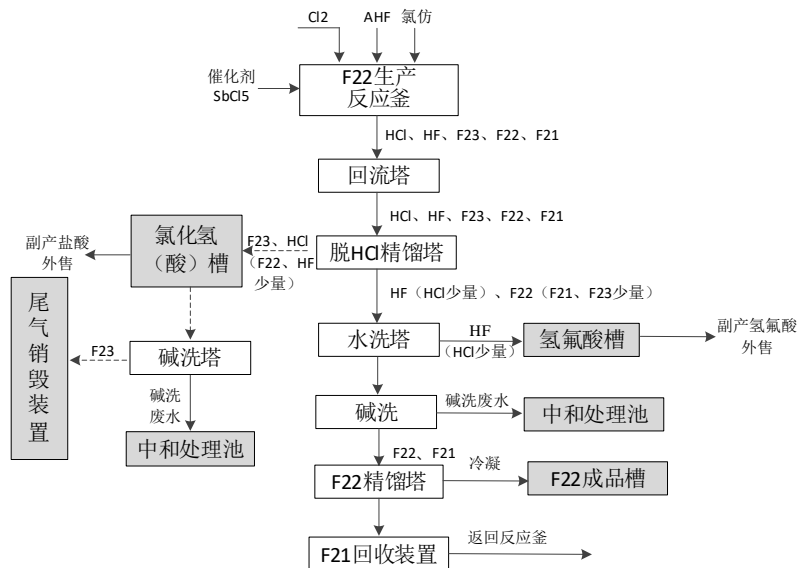 Cl2
AHF
氯仿
催化剂
SbCl5
F22生产
反应釜
HCl、HF、F23、F22、F21
回流塔
HCl、HF、F23、F22、F21
副产盐酸
外售
氯化氢
（酸）槽
F23、HCl
（F22、HF
少量）
脱HCl精馏塔
HF（HCl少量）、F22（F21、F23少量）
尾气销毁装置
F23
碱洗塔
水洗塔
HF
（HCl少量）
氢氟酸槽
副产氢氟酸
外售
碱洗
废水
中和处理池
碱洗
碱洗废水
中和处理池
F22、F21
F22精馏塔
冷凝
F22成品槽
F21回收装置
返回反应釜